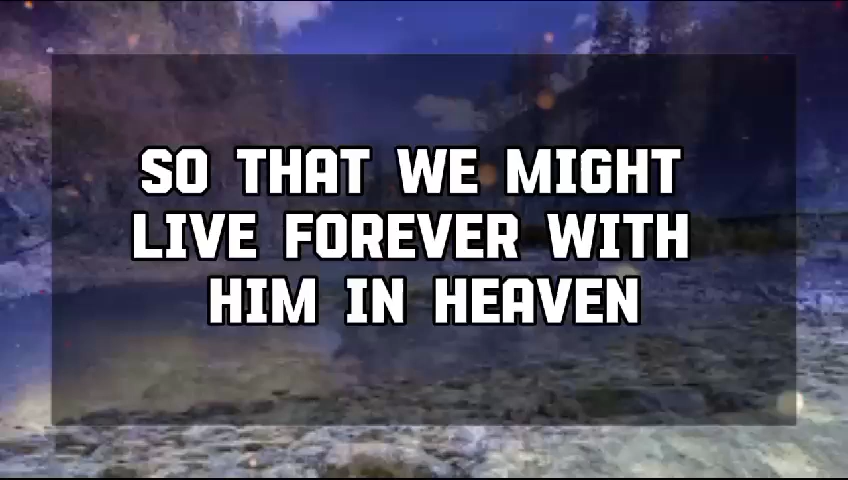 SO THAT WE MIGHT
LIVE FOREVER WITH
HIM IN HEAVEN